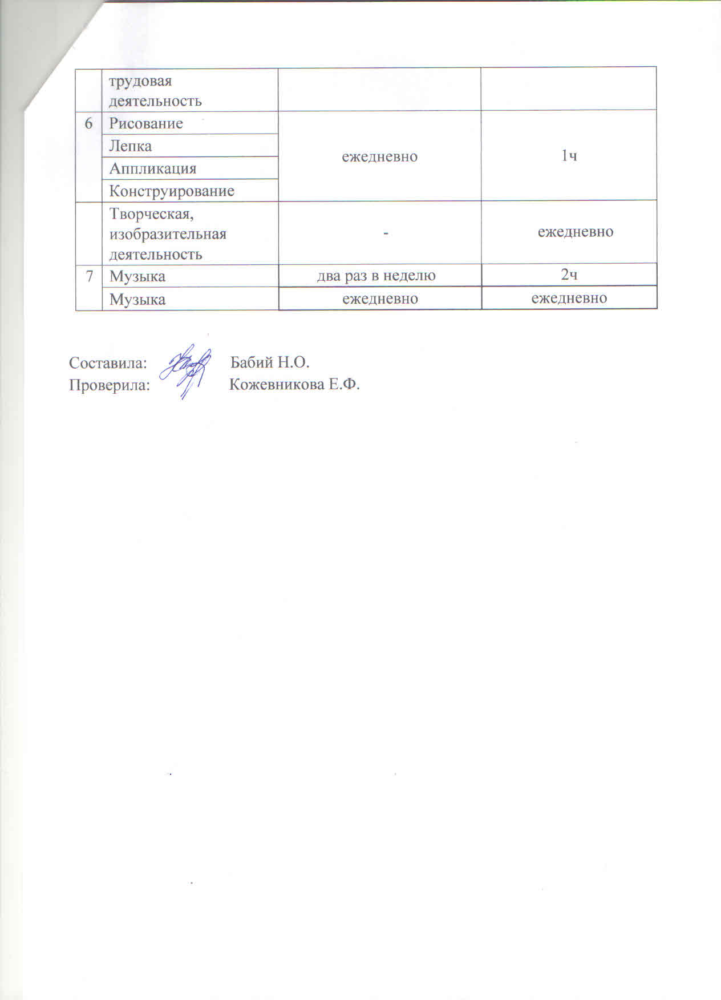 трудовая
деятельность
6 Рисование
Лепка
Аппликация
Конструирование
ежедневно 1ч
Творческая,
изобразительная
деятельность
- ежедневно
7 Музыка два раз в неделю 2ч
Музыка ежедневно ежедневно
Составила: Бабий Н.О.
Проверила: Кожевникова Е.Ф.